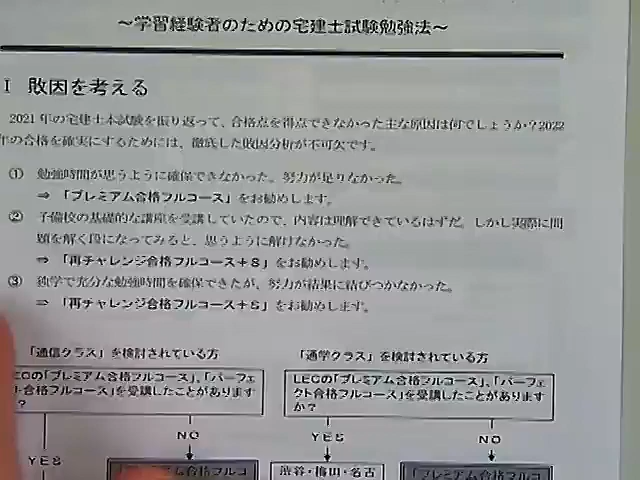 ～学習経験者のための宅建士試験勉強法～
Ⅰ 敗因を考える
2021年の宅建士本試験を振り返って、合格点を得点できなかった主な原因は何でしょうか？2022
年の合格を確実にするためには、徹底した敗因分析が不可欠です。
① 勉強時間が思うように確保できなかった。努力が足りなかった。
⇒ 「プレミアム合格フルコース」をお勧めします。
② 予備校の基礎的な講座を受講していたので、内容は理解できているはずだ。しかし実際に問
題を解く段になってみると、思うように解けなかった。
⇒ 「再チャレンジ合格フルコース＋S」をお勧めします。
③ 独学で充分な勉強時間を確保できたが、努力が結果に結びつかなかった。
⇒ 「再チャレンジ合格フルコース＋S」をお勧めします。
「通信クラス」を検討されている方
ECの「プレミアム合格フルコース」、「パーフェ
ト合格フルコース」を受講したことがあります
？
NO
YES
ミアム合格フルコ
「通学クラス」を検討されている方
LECの「プレミアム合格フルコース」、「パーフェ
クト合格フルコース」を受講したことがあります
か？
YES
NO
渋谷・梅田・名古
「プレミアム合格フルコ